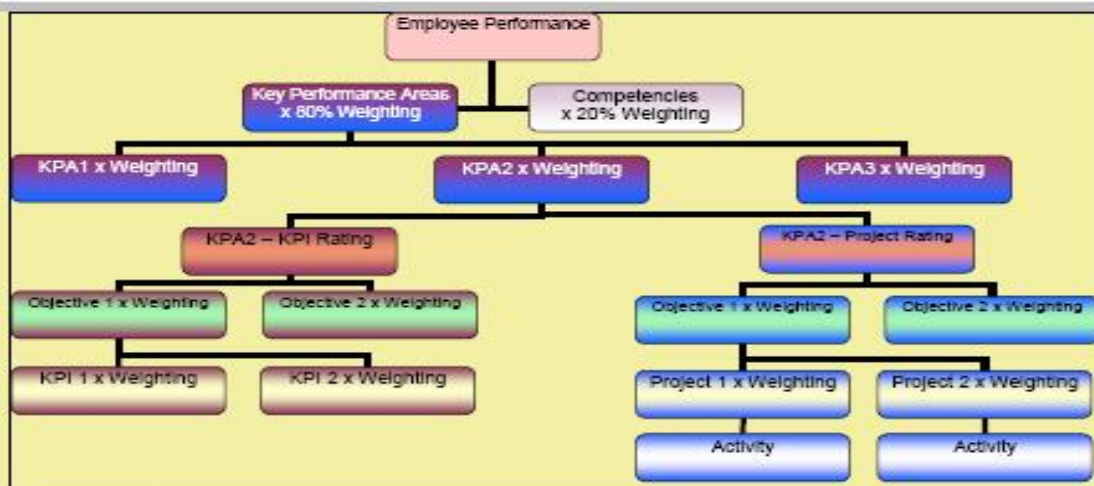 Employee Performance
Key Performance Areas
x 80% Weighting
Competencies
x 20% Weighting
KPA1 x Weighting
KPA2 x Weighting
KPA3 x Weighting
KPA2 – KPI Rating
KPA2 – Project Rating
Objective 1 x Weighting
Objective 2 x Weighting
Objective 1 x Weighting
Objective 2 x Weighting
KPI 1 x Weighting
KPI 2 x Weighting
Project 1 x Weighting
Project 2 x Weighting
Activity
Activity